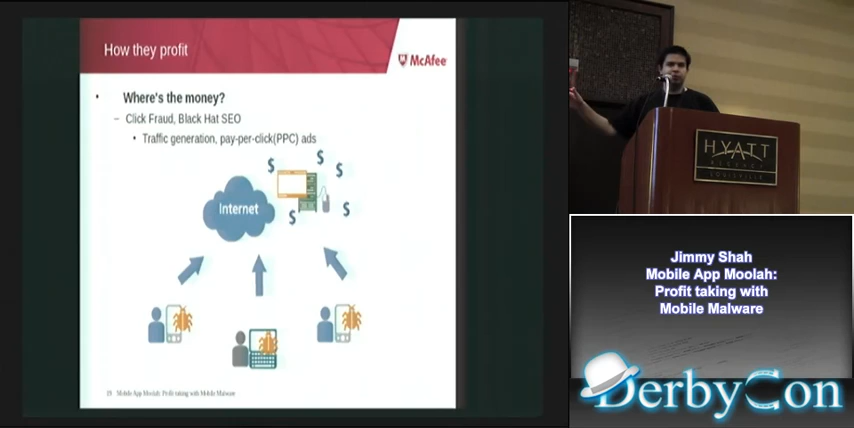 How they profit
McAfee
• Where's the money?
– Click Fraud, Black Hat SEO
• Traffic generation, pay-per-click(PPC) ads
$ $ $ $ $
Internet
19 Mobile App Moolah: Profit taking with Mobile Malware
HYATT
REGENCY
LOUISVILLE
Jimmy Shah
Mobile App Moolah:
Profit taking with
Mobile Malware
DerbyCon